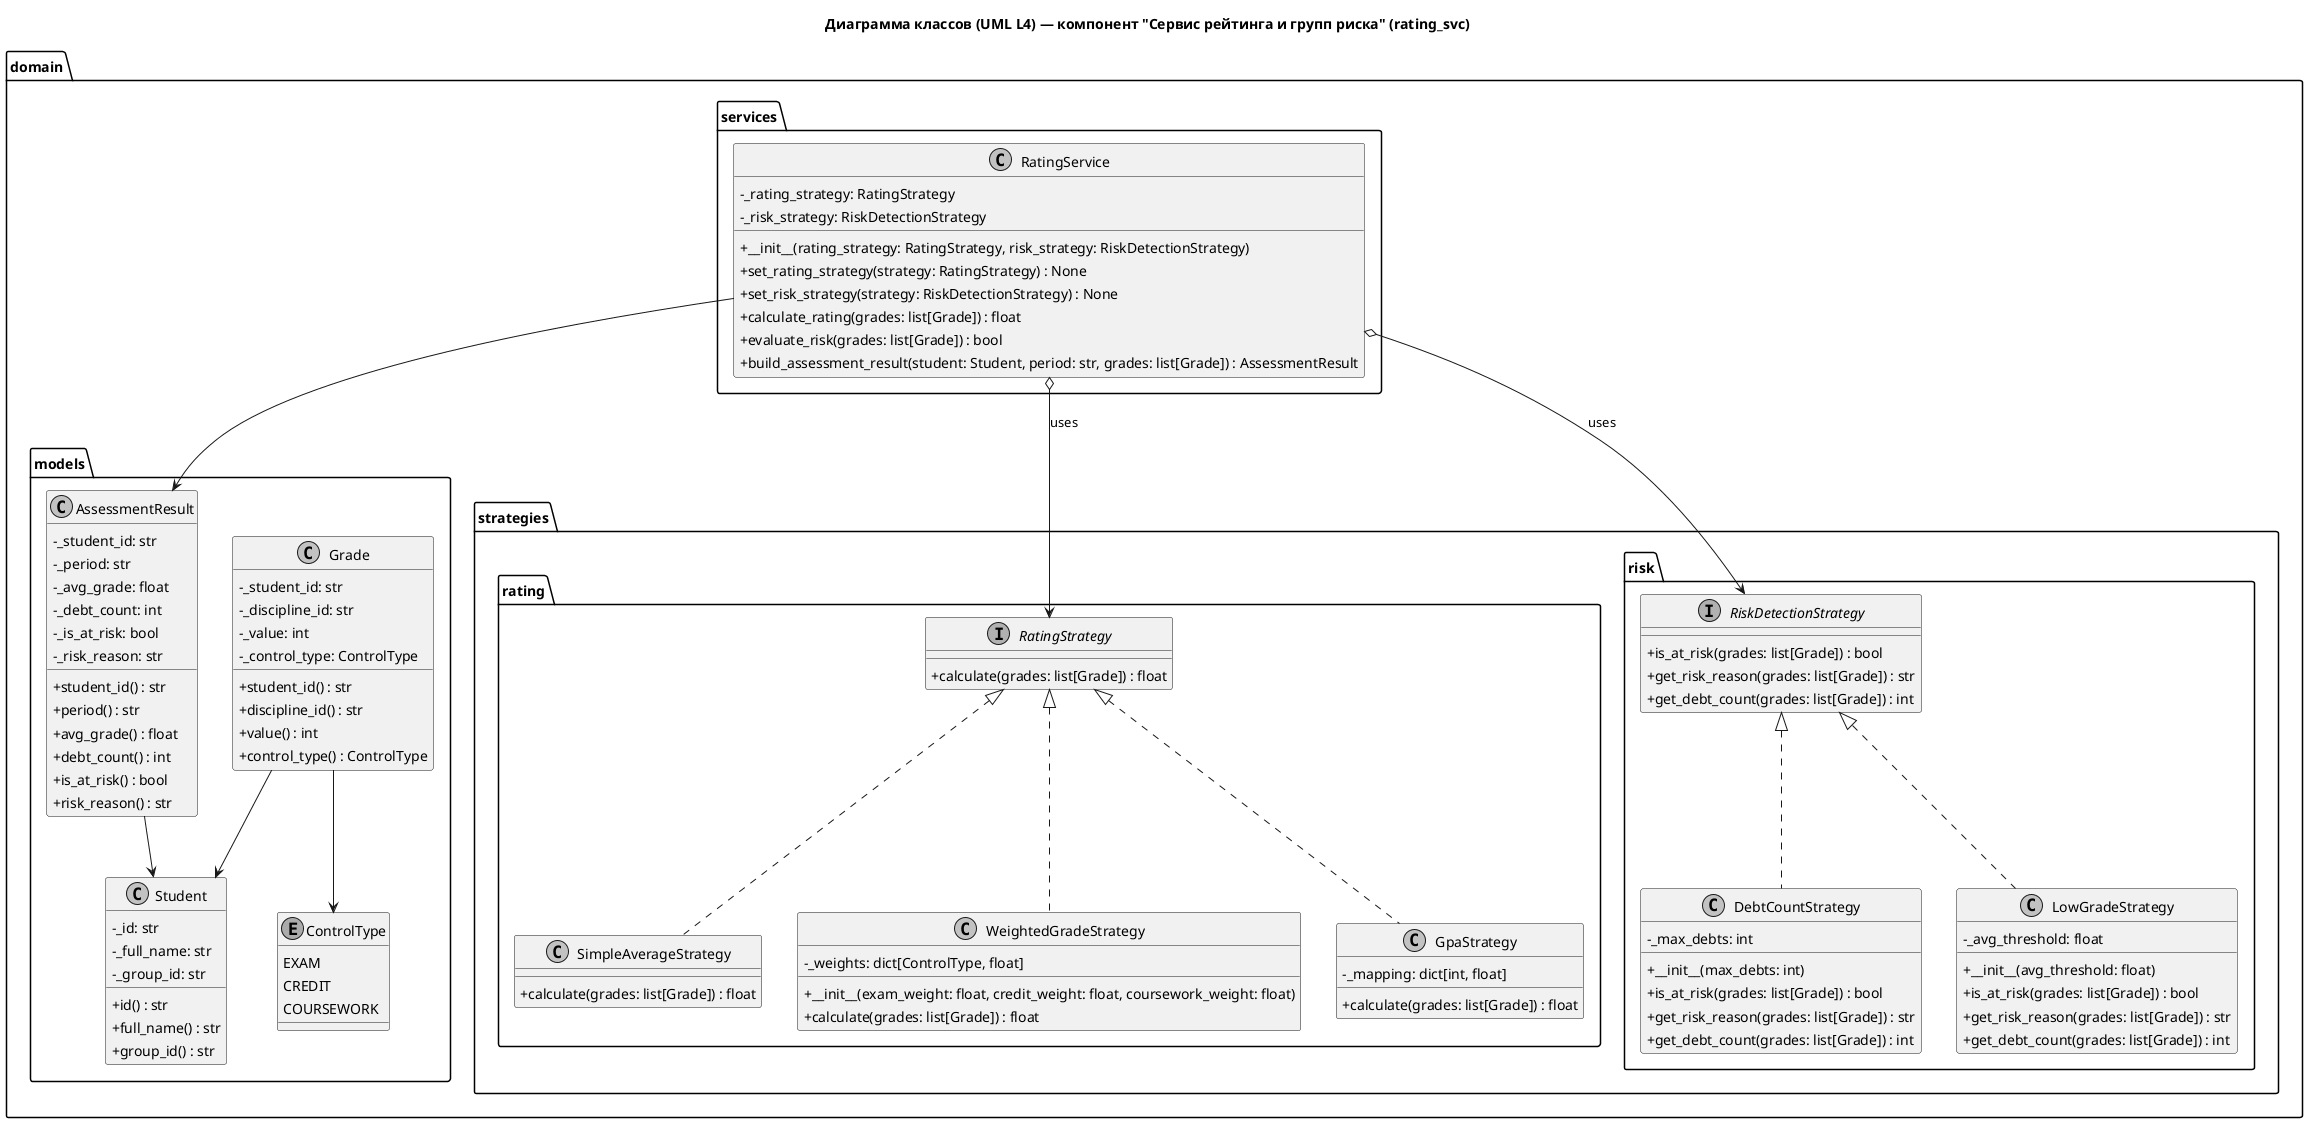 Диаграмма классов (UML L4) — компонент "Сервис рейтинга и групп риска" (rating_svc)
domain
services
C RatingService
-_rating_strategy: RatingStrategy
-_risk_strategy: RiskDetectionStrategy
+__init__(rating_strategy: RatingStrategy, risk_strategy: RiskDetectionStrategy)
+set_rating_strategy(strategy: RatingStrategy) : None
+set_risk_strategy(strategy: RiskDetectionStrategy) : None
+calculate_rating(grades: list[Grade]) : float
+evaluate_risk(grades: list[Grade]) : bool
+build_assessment_result(student: Student, period: str, grades: list[Grade]) : AssessmentResult
uses
uses
models
C AssessmentResult
-_student_id: str
-_period: str
-_avg_grade: float
-_debt_count: int
-_is_at_risk: bool
-_risk_reason: str
+student_id() : str
+period() : str
+avg_grade() : float
+debt_count() : int
+is_at_risk() : bool
+risk_reason() : str
C Grade
-_student_id: str
-_discipline_id: str
-_value: int
-_control_type: ControlType
+student_id() : str
+discipline_id() : str
+value() : int
+control_type() : ControlType
C Student
-_id: str
-_full_name: str
-_group_id: str
+id() : str
+full_name() : str
+group_id() : str
E ControlType
EXAM
CREDIT
COURSEWORK
strategies
rating
I RatingStrategy
+calculate(grades: list[Grade]) : float
C SimpleAverageStrategy
+calculate(grades: list[Grade]) : float
C WeightedGradeStrategy
-_weights: dict[ControlType, float]
+__init__(exam_weight: float, credit_weight: float, coursework_weight: float)
+calculate(grades: list[Grade]) : float
C GpaStrategy
-_mapping: dict[int, float]
+calculate(grades: list[Grade]) : float
risk
I RiskDetectionStrategy
+is_at_risk(grades: list[Grade]) : bool
+get_risk_reason(grades: list[Grade]) : str
+get_debt_count(grades: list[Grade]) : int
C DebtCountStrategy
-_max_debts: int
+__init__(max_debts: int)
+is_at_risk(grades: list[Grade]) : bool
+get_risk_reason(grades: list[Grade]) : str
+get_debt_count(grades: list[Grade]) : int
C LowGradeStrategy
-_avg_threshold: float
+__init__(avg_threshold: float)
+is_at_risk(grades: list[Grade]) : bool
+get_risk_reason(grades: list[Grade]) : str
+get_debt_count(grades: list[Grade]) : int